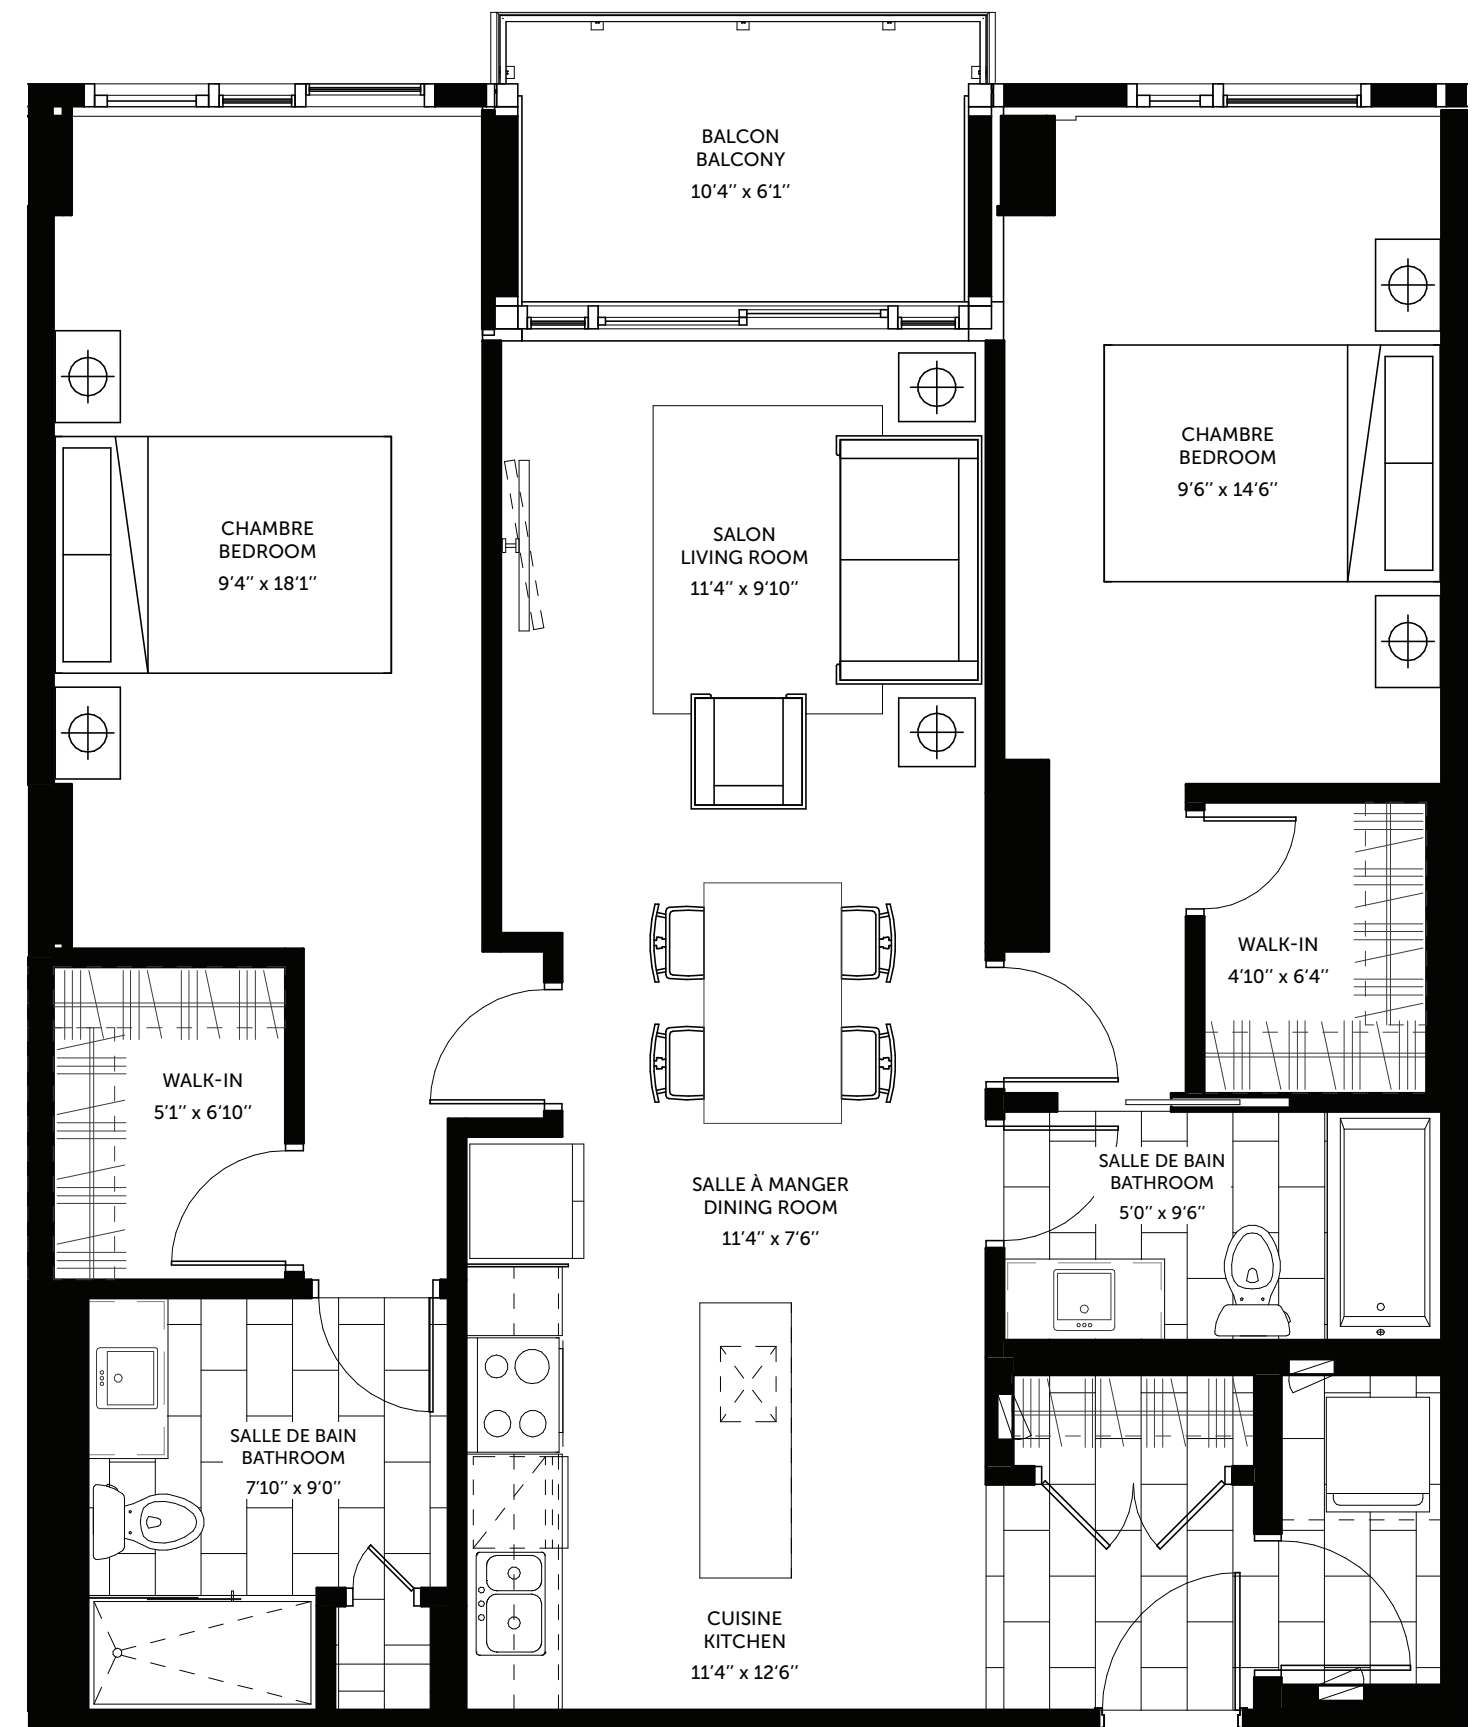 BALCON
BALCONY
10'4'' x 6'1''
CHAMBRE
BEDROOM
9'6'' x 14'6''
CHAMBRE
BEDROOM
9'4'' x 18'1''
SALON
LIVING ROOM
11'4'' x 9'10''
WALK-IN
4'10'' x 6'4''
WALK-IN
5'1'' x 6'10''
SALLE DE BAIN
BATHROOM
5'0'' x 9'6''
SALLE À MANGER
DINING ROOM
11'4'' x 7'6''
SALLE DE BAIN
BATHROOM
7'10'' x 9'0''
CUISINE
KITCHEN
11'4'' x 12'6''